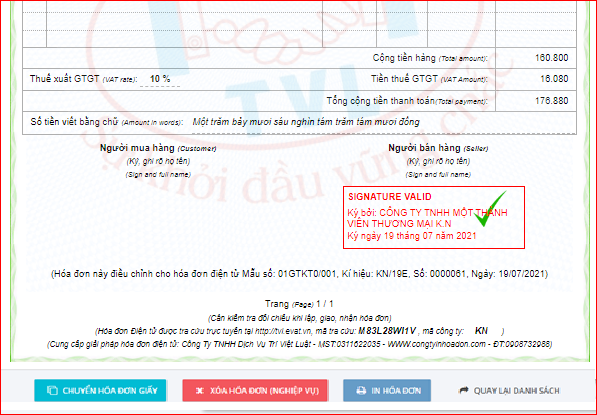 Cộng tiền hàng (Total amount): 160.800
Thuế xuất GTGT (VAT rate): 10 % Tiền thuế GTGT (VAT Amount): 16.080
Tổng cộng tiền thanh toán (Total payment): 176.880
Số tiền viết bằng chữ (Amount in words): Một trăm bảy mươi sáu nghìn tám trăm tám mươi đồng
Người mua hàng (Customer) Người bán hàng (Seller)
(Ký, ghi rõ họ tên) (Ký, ghi rõ họ tên)
(Sign and full name) (Sign and full name)
SIGNATURE VALID
Ký bởi: CÔNG TY TNHH MỘT THÀNH
VIÊN THƯƠNG MẠI K.N
Ký ngày 19 tháng 07 năm 2021
TVL
khởi đầu vững chắc
(Hóa đơn này điều chỉnh cho hóa đơn điện tử Mẫu số: 01GTKT0/001, Kí hiệu: KN/19E, Số: 0000061, Ngày: 19/07/2021)
Trang (Page) 1 / 1
(Cần kiểm tra đối chiếu khi lập, giao, nhận hóa đơn)
(Hóa đơn Điện tử được tra cứu trực tuyến tại http://tvl.evat.vn, mã tra cứu: M83L28WI1V , mã công ty: KN )
(Cung cấp giải pháp hóa đơn điện tử: Công Ty TNHH Dịch Vụ Trí Việt Luật - MST:0311622035 - WWW.congtyinhoadon.com - ĐT:0906732968)
CHUYỂN HÓA ĐƠN GIẤY
XÓA HÓA ĐƠN (NGHIỆP VỤ)
IN HÓA ĐƠN
QUAY LẠI DANH SÁCH